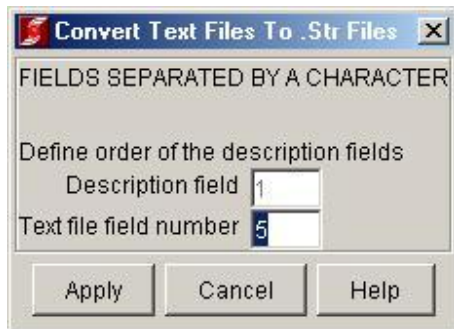 Convert Text Files To .Str Files
FIELDS SEPARATED BY A CHARACTER
Define order of the description fields
Description field 1
Text file field number 5
Apply Cancel Help